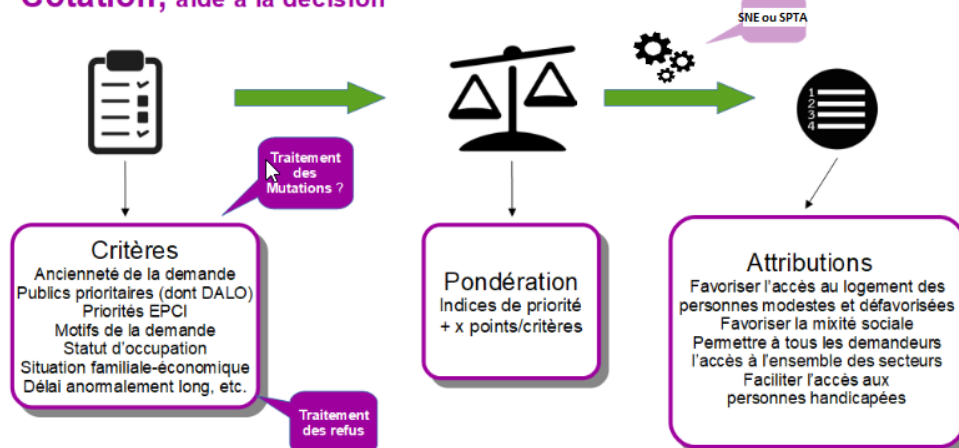 Cotation, aide à la décision
SNE ou SPTA
1
2
3
4
Traitement
des
Mutations ?
Critères
Ancienneté de la demande
Publics prioritaires (dont DALO)
Priorités EPCI
Motifs de la demande
Statut d'occupation
Situation familiale-économique
Délai anormalement long, etc.
Traitement
des refus
Pondération
Indices de priorité
+ x points/critères
Attributions
Favoriser l'accès au logement des
personnes modestes et défavorisées
Favoriser la mixité sociale
Permettre à tous les demandeurs
l'accès à l'ensemble des secteurs
Faciliter l'accès aux
personnes handicapées